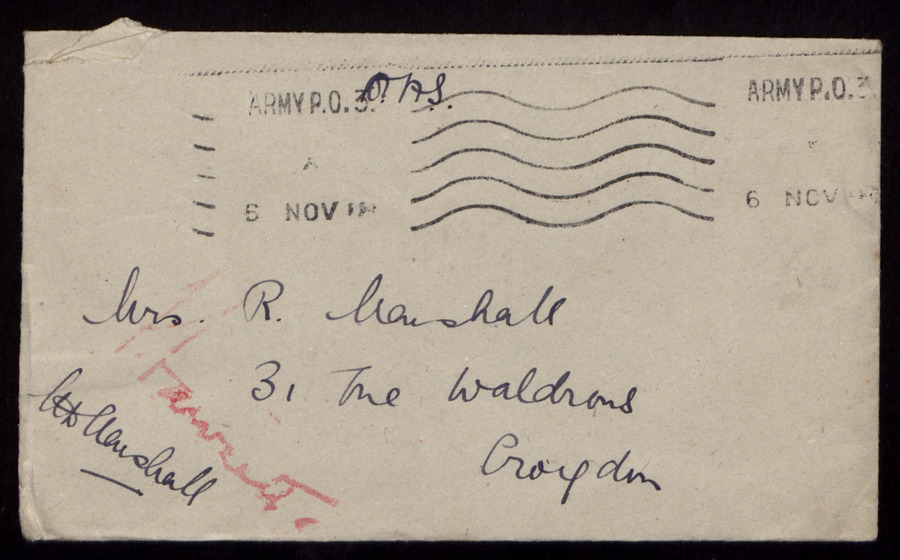 O.A.S.
ARMY P.O. 3. ARMY P.O. 3
6 NOV 6 NOV
Mrs. R. Marshall
31 The Waldrons
Croydon
Marshall